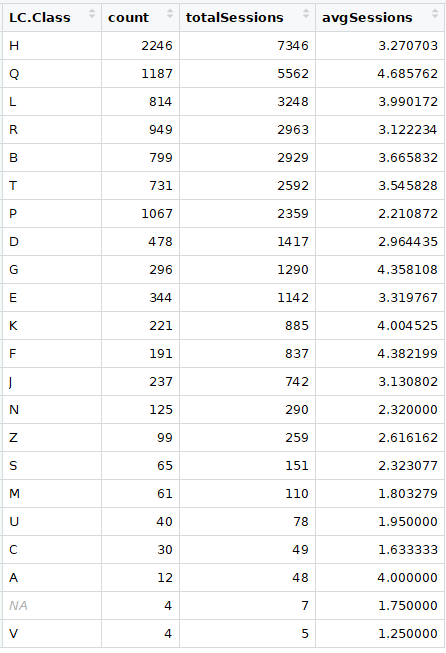 LC.Class count totalSessions avgSessions
H 2246 7346 3.270703
Q 1187 5562 4.685762
L 814 3248 3.990172
R 949 2963 3.122234
B 799 2929 3.665832
T 731 2592 3.545828
P 1067 2359 2.210872
D 478 1417 2.964435
G 296 1290 4.358108
E 344 1142 3.319767
K 221 885 4.004525
F 191 837 4.382199
J 237 742 3.130802
N 125 290 2.320000
Z 99 259 2.616162
S 65 151 2.323077
M 61 110 1.803279
U 40 78 1.950000
C 30 49 1.633333
A 12 48 4.000000
NA 4 7 1.750000
V 4 5 1.250000